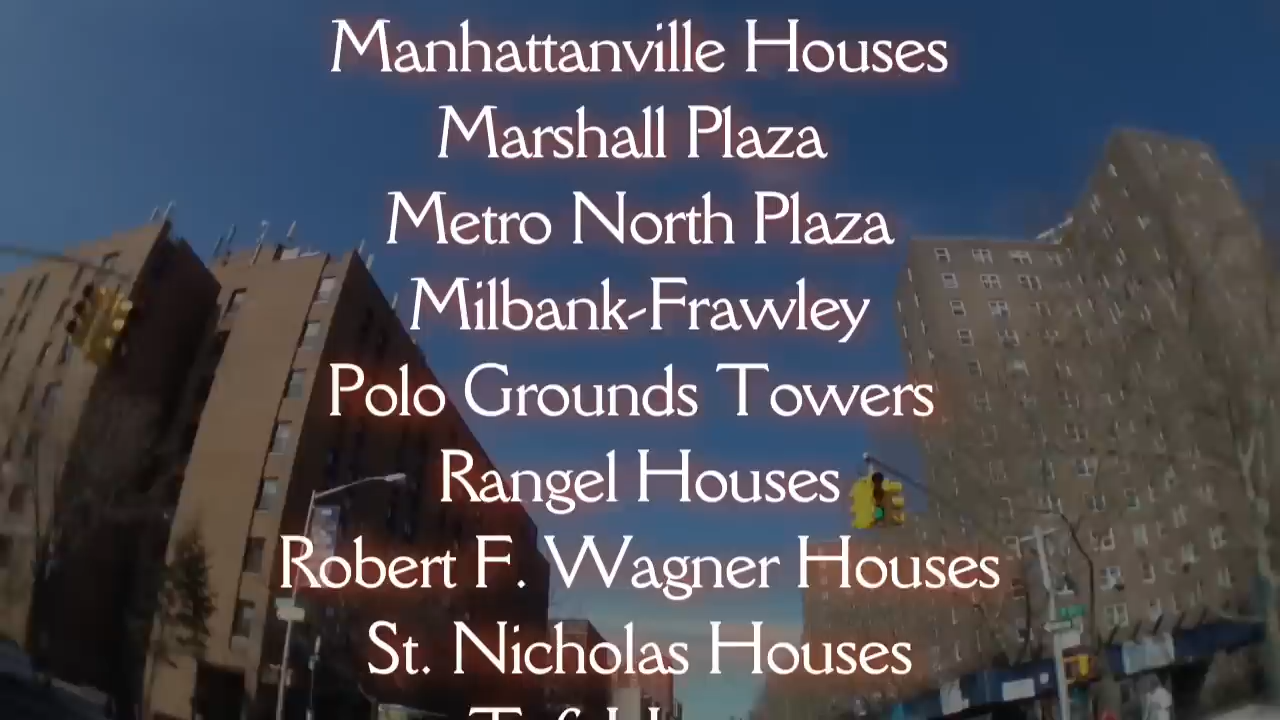 Manhattanville Houses
Marshall Plaza
Metro North Plaza
Milbank-Frawley
Polo Grounds Towers
Rangel Houses
Robert F. Wagner Houses
St. Nicholas Houses